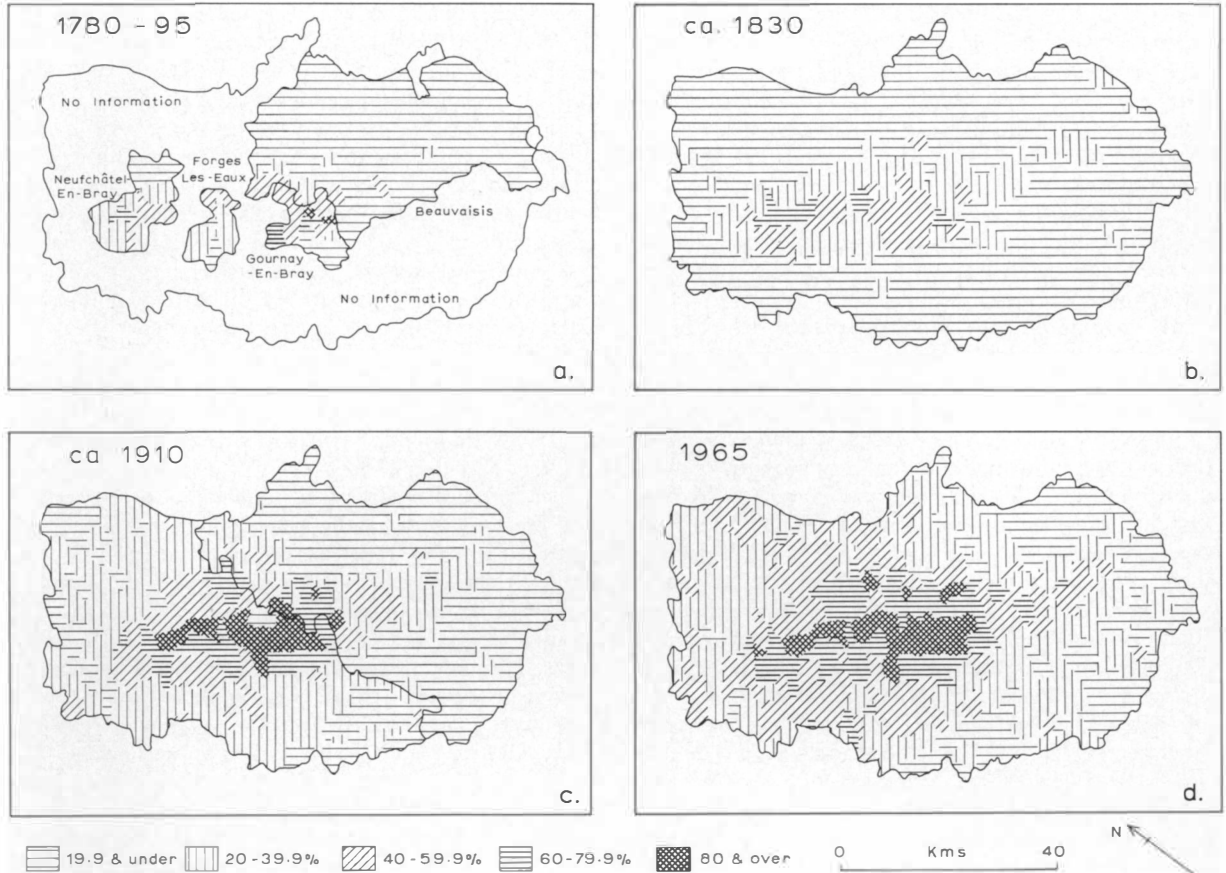 1780-95
No Information
Neufchâtel-
En-Bray
Forges
Les-Eaux
Gournay
-En-Bray
Beauvaisis
No Information
a.
ca. 1830
b.
ca 1910
c.
1965
d.
19·9 & under
20-39·9%
40-59·9%
60-79·9%
80 & over
0 Kms 40
N